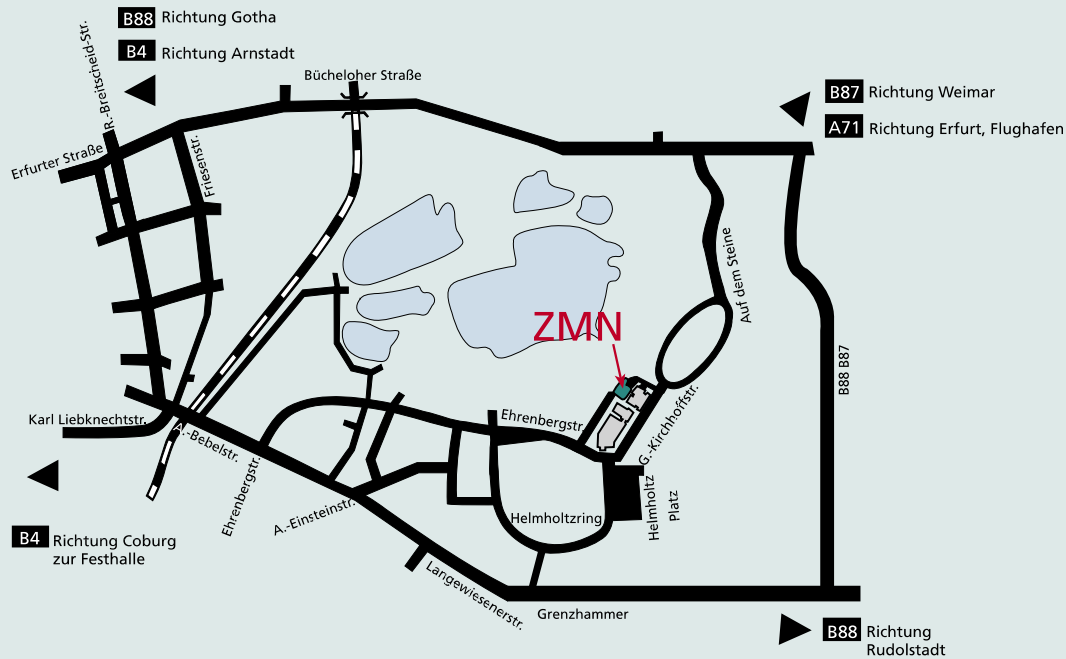 B88 Richtung Gotha
B4 Richtung Arnstadt
R.-Breitscheid-Str.
Bücheloher Straße
B87 Richtung Weimar
A71 Richtung Erfurt, Flughafen
Erfurter Straße
Friesenstr.
Auf dem Steine
ZMN
B88 B87
Karl Liebknechtstr.
A.-Bebelstr.
Ehrenbergstr.
Ehrenbergstr.
G.-Kirchhoffstr.
A.-Einsteinstr.
Helmholtzring
Helmholtz
Platz
B4 Richtung Coburg
zur Festhalle
Langewiesenerstr.
Grenzhammer
B88 Richtung
Rudolstadt